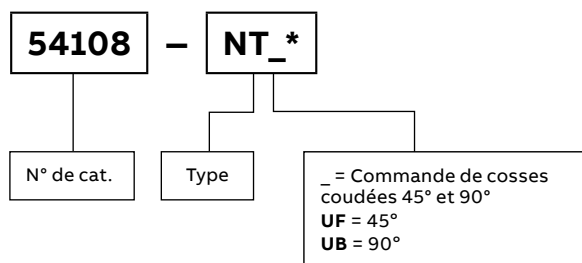 54108 – NT_*
N° de cat.
Type
_ = Commande de cosses
coudées 45° et 90°
UF = 45°
UB = 90°